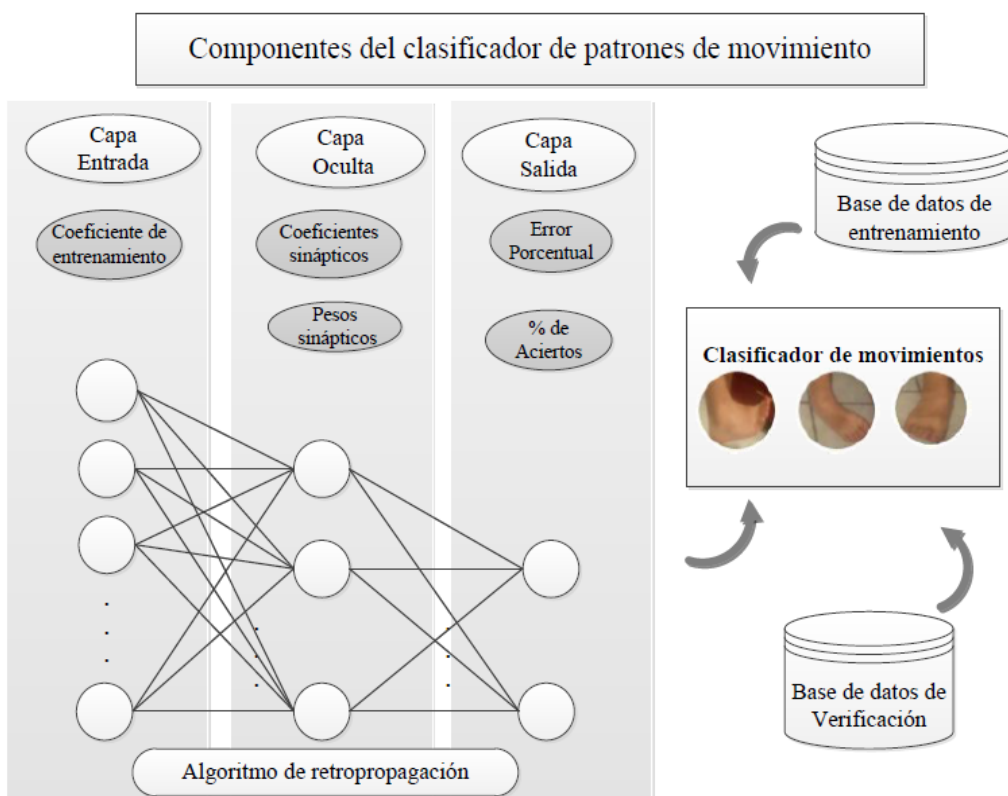 Componentes del clasificador de patrones de movimiento
Capa
Entrada
Coeficiente de
entrenamiento
Capa
Oculta
Coeficientes
sinápticos
Pesos
sinápticos
Capa
Salida
Error
Porcentual
% de
Aciertos
Algoritmo de retropropagación
Base de datos de
entrenamiento
Clasificador de movimientos
Base de datos de
Verificación